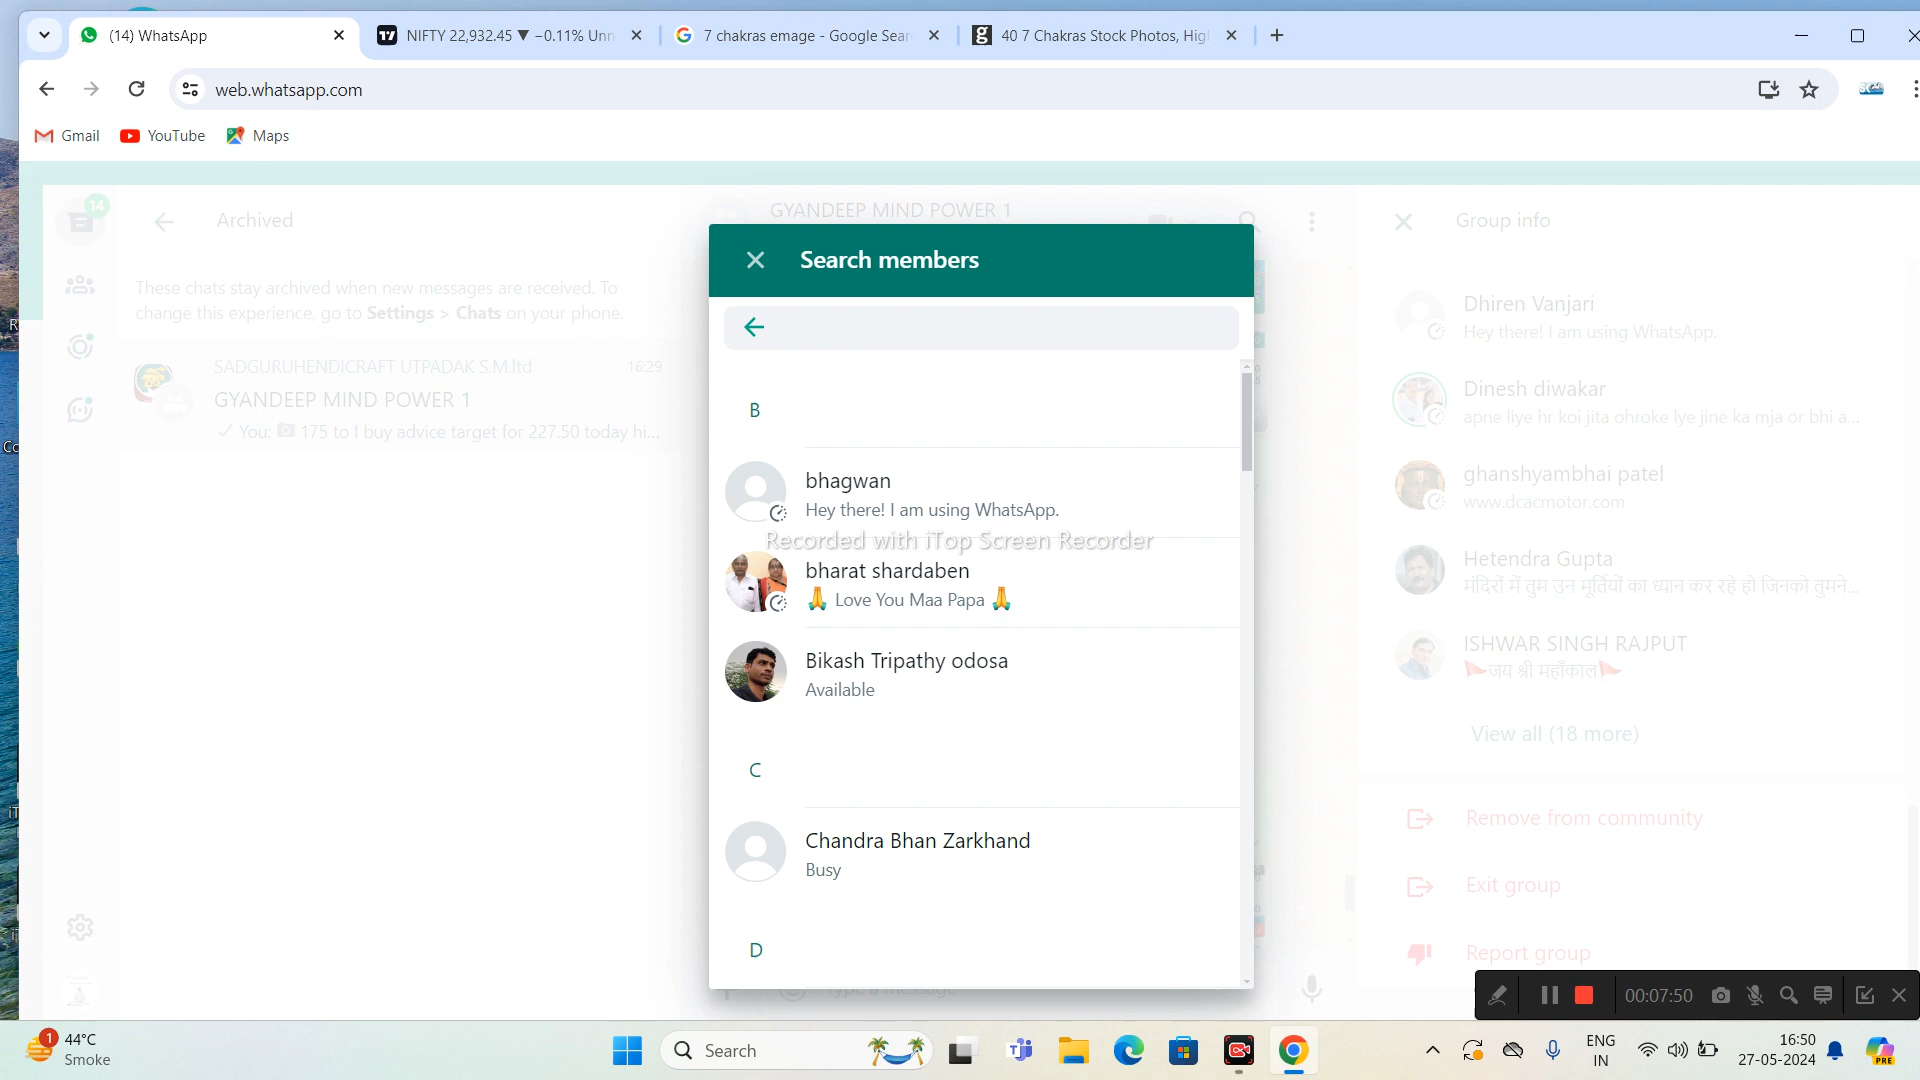 (14) WhatsApp
NIFTY 22,932.45 ▼ −0.11% Unn
7 chakras emage - Google Sear
40 7 Chakras Stock Photos, Hig
web.whatsapp.com
Gmail
YouTube
Maps
14
Archived
These chats stay archived when new messages are received. To
change this experience, go to Settings > Chats on your phone.
SADGURUHENDICRAFT UTPADAK S.M.ltd
16:29
GYANDEEP MIND POWER 1
You: 175 to I buy advice target for 227.50 today hi...
GYANDEEP MIND POWER 1
Search members
B
bhagwan
Hey there! I am using WhatsApp.
Recorded with iTop Screen Recorder
bharat shardaben
🙏 Love You Maa Papa 🙏
Bikash Tripathy odosa
Available
C
Chandra Bhan Zarkhand
Busy
D
Type a message
Group info
Dhiren Vanjari
Hey there! I am using WhatsApp.
Dinesh diwakar
apne liye hr koi jita ohroke lye jine ka mja or bhi a...
ghanshyambhai patel
www.dcacmotor.com
Hetendra Gupta
मंदिरों में तुम उन मूर्तियों का ध्यान कर रहे हो जिनको तुमने...
ISHWAR SINGH RAJPUT
🚩जय श्री महाँकाल🚩
View all (18 more)
Remove from community
Exit group
Report group
00:07:50
1
44°C
Smoke
Search
ENG
IN
16:50
27-05-2024
PRE